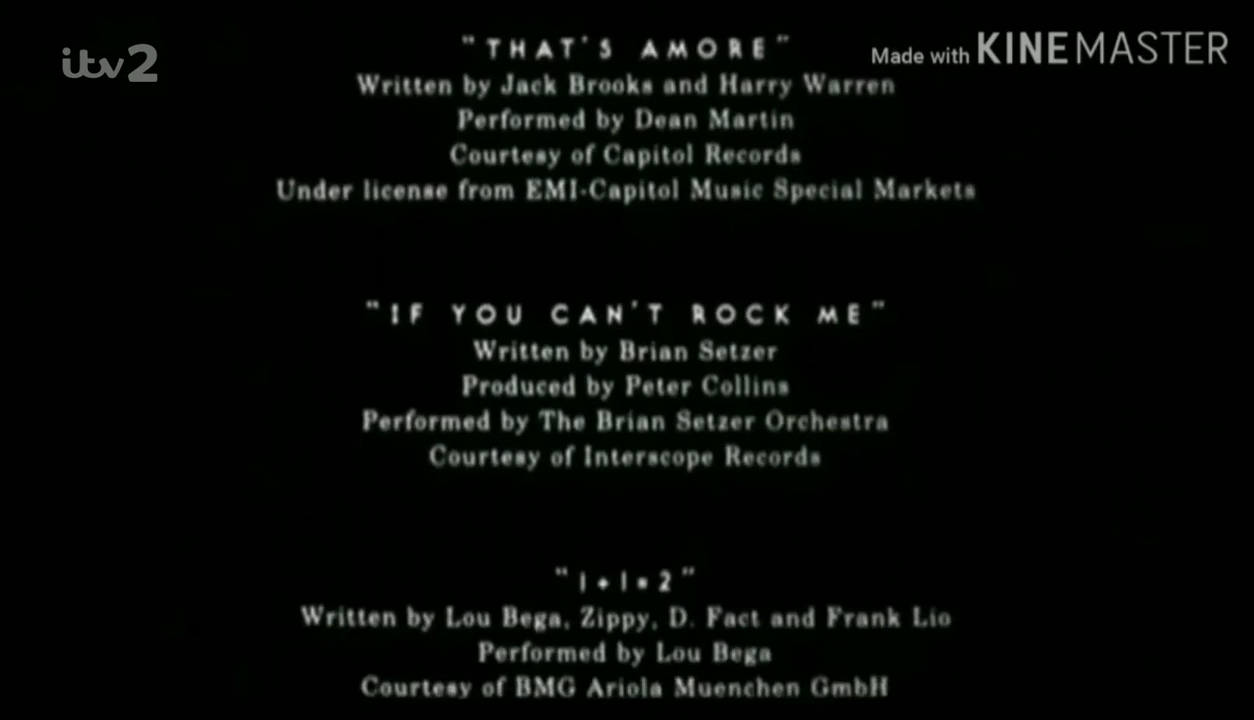 itv2
Made with KINEMASTER
"THAT'S AMORE"
Written by Jack Brooks and Harry Warren
Performed by Dean Martin
Courtesy of Capitol Records
Under license from EMI-Capitol Music Special Markets
"IF YOU CAN'T ROCK ME"
Written by Brian Setzer
Produced by Peter Collins
Performed by The Brian Setzer Orchestra
Courtesy of Interscope Records
"1+1=2"
Written by Lou Bega, Zippy, D. Fact and Frank Lio
Performed by Lou Bega
Courtesy of BMG Ariola Muenchen GmbH